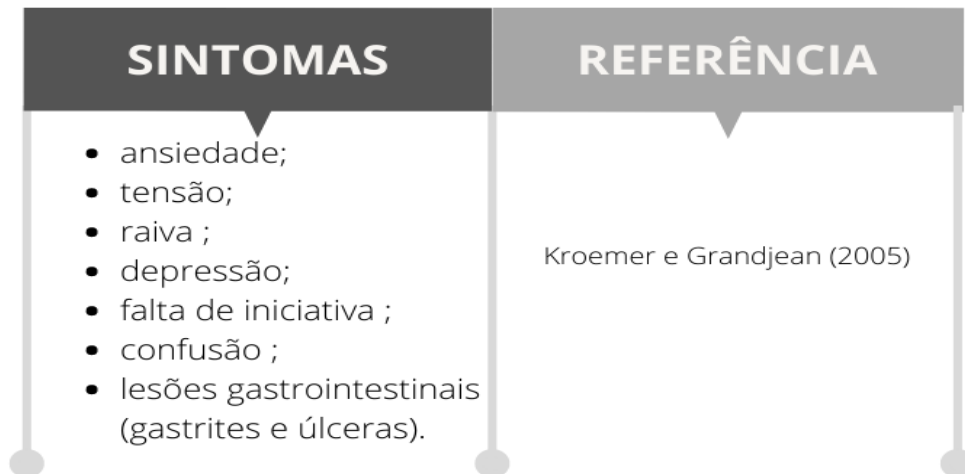 SINTOMAS
REFERÊNCIA
• ansiedade;
• tensão;
• raiva ;
• depressão;
• falta de iniciativa ;
• confusão ;
• lesões gastrointestinais
(gastrites e úlceras).
Kroemer e Grandjean (2005)